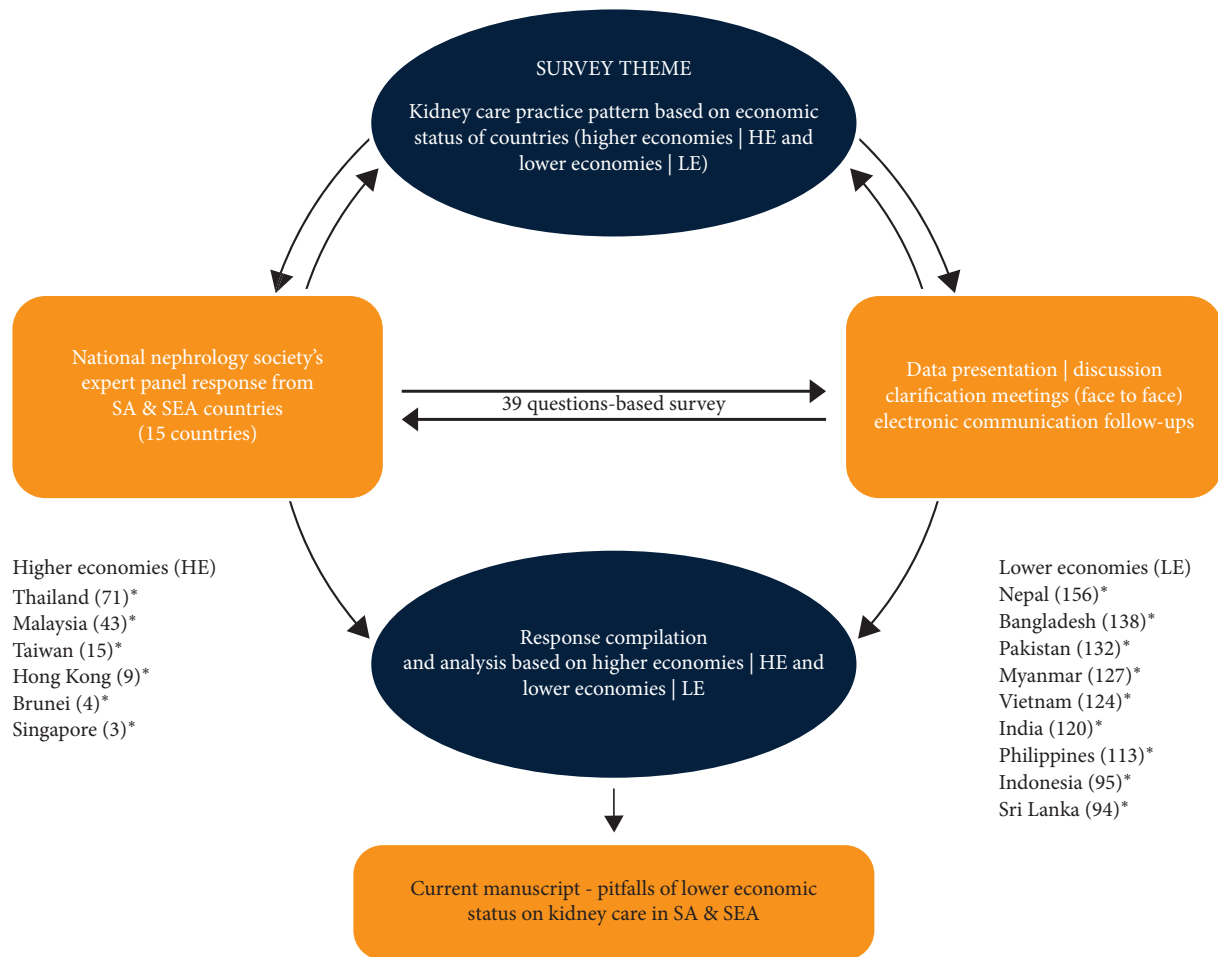 SURVEY THEME
Kidney care practice pattern based on economic
status of countries (higher economies | HE and
lower economies | LE)
National nephrology society's
expert panel response from
SA & SEA countries
(15 countries)
39 questions-based survey
Data presentation | discussion
clarification meetings (face to face)
electronic communication follow-ups
Higher economies (HE)
Thailand (71)*
Malaysia (43)*
Taiwan (15)*
Hong Kong (9)*
Brunei (4)*
Singapore (3)*
Response compilation
and analysis based on higher economies | HE and
lower economies | LE
Lower economies (LE)
Nepal (156)*
Bangladesh (138)*
Pakistan (132)*
Myanmar (127)*
Vietnam (124)*
India (120)*
Philippines (113)*
Indonesia (95)*
Sri Lanka (94)*
Current manuscript - pitfalls of lower economic
status on kidney care in SA & SEA